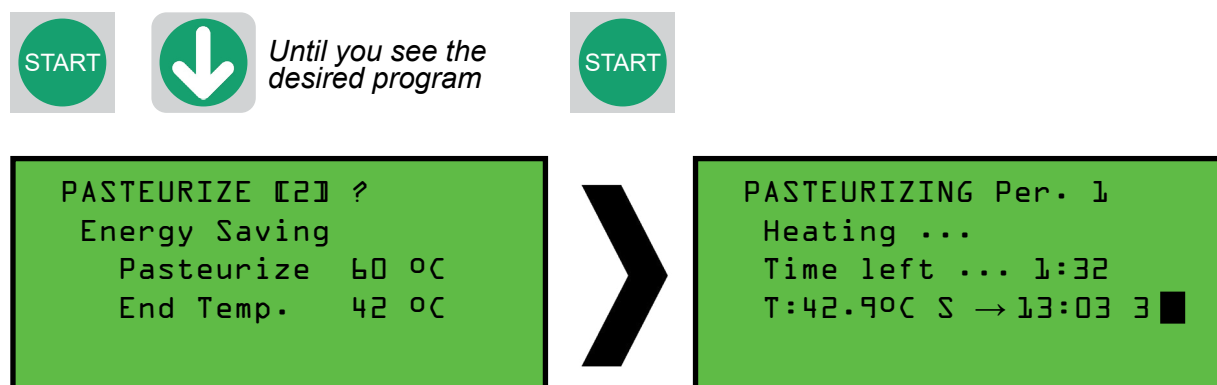 START
Until you see the
desired program
START
PASTEURIZE [2] ?
Energy Saving
Pasteurize 60 ºC
End Temp. 42 ºC
PASTEURIZING Per. 1
Heating ...
Time left ... 1:32
T:42.9ºC S →13:03 3